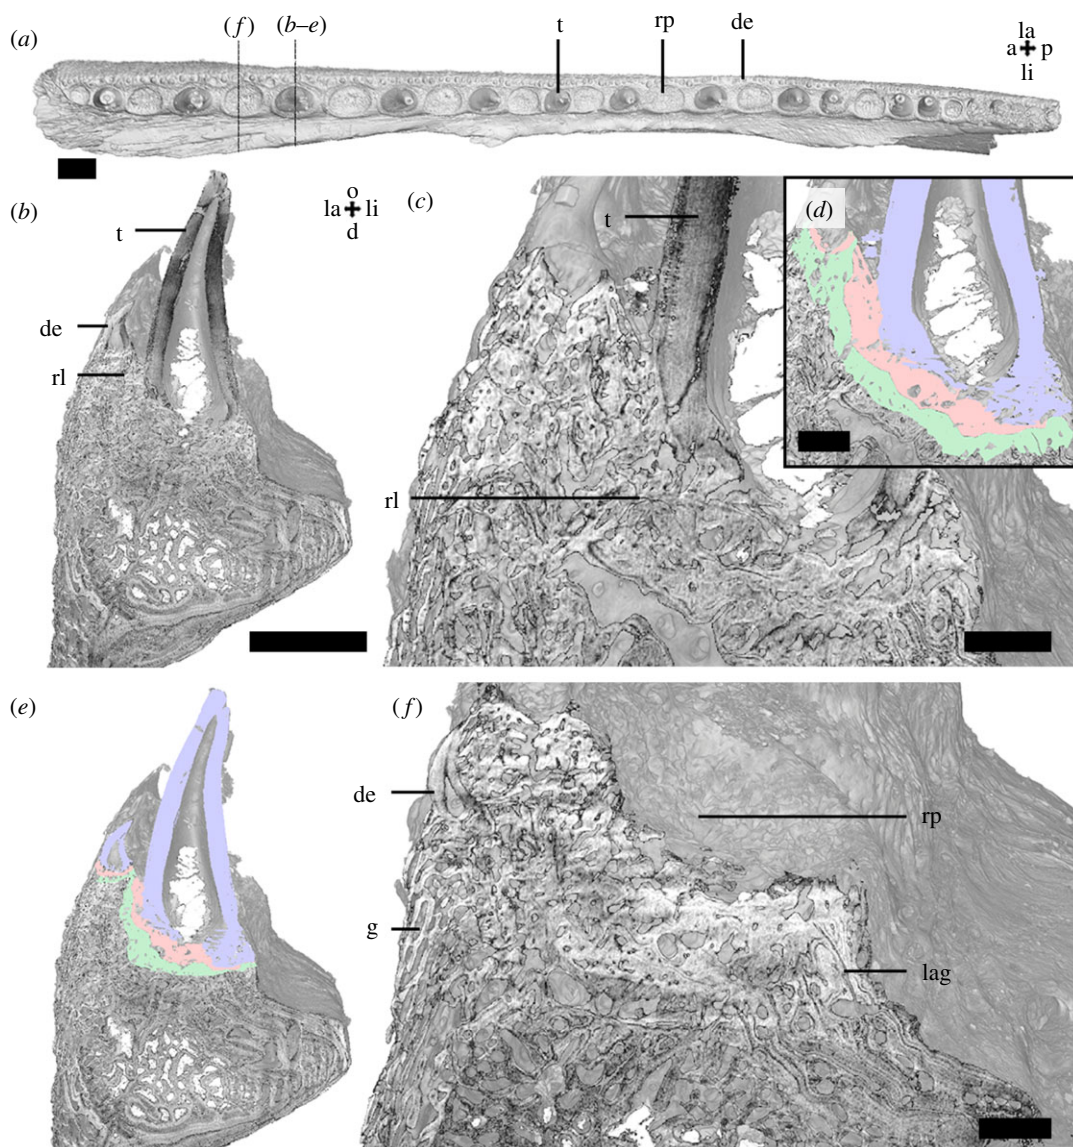 (a) (f) (b–e) t rp de la
a p
li
(b) o
la li
d
t
de
rl
(c) t (d)
rl
(e)
(f)
de rp
g
lag